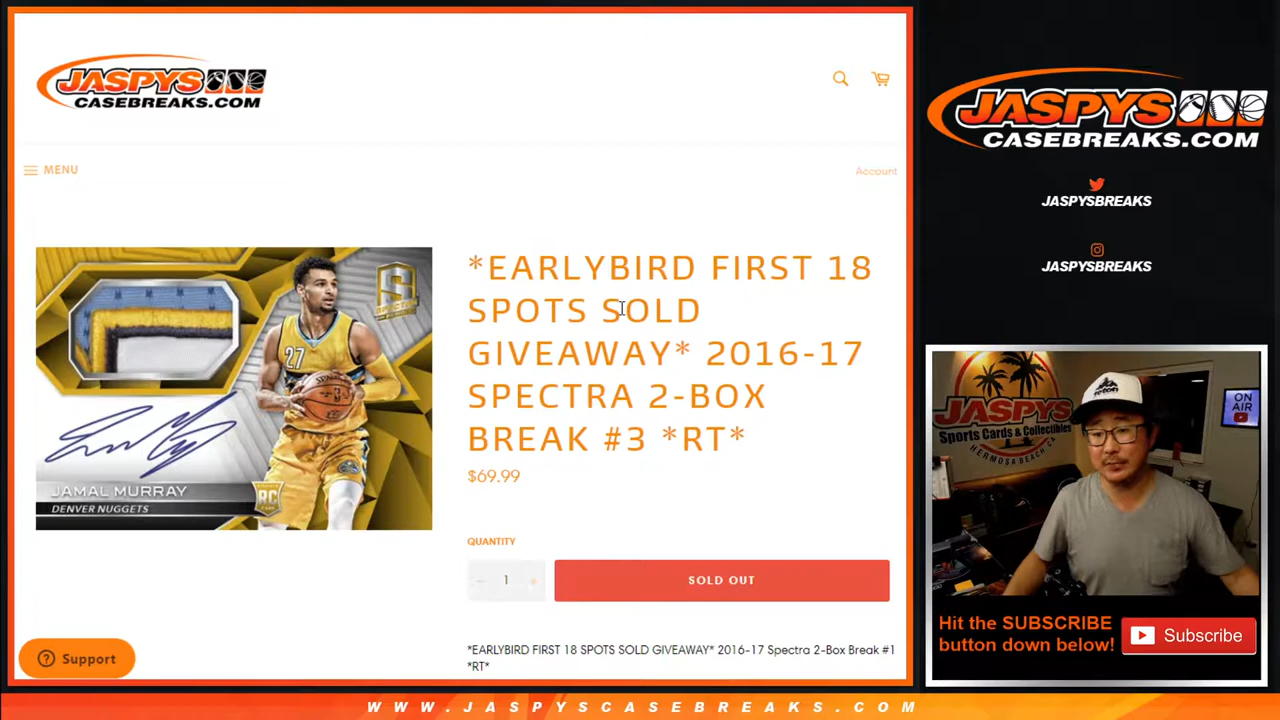 JASPYS
CASEBREAKS.COM
MENU
Account
27
S
SPECTRA
JAMAL MURRAY
DENVER NUGGETS
RC
*EARLYBIRD FIRST 18
SPOTS SOLD
GIVEAWAY* 2016-17
SPECTRA 2-BOX
BREAK #3 *RT*
$69.99
QUANTITY
− 1 +
SOLD OUT
*EARLYBIRD FIRST 18 SPOTS SOLD GIVEAWAY* 2016-17 Spectra 2-Box Break #1
*RT*
Support
JASPYS
CASEBREAKS.COM
JASPYSBREAKS
JASPYSBREAKS
JASPYS
Sports Cards & Collectibles
HERMOSA BEACH, CA
ON
AIR
Hit the SUBSCRIBE
button down below!
Subscribe
WWW.JASPYSCASEBREAKS.COM